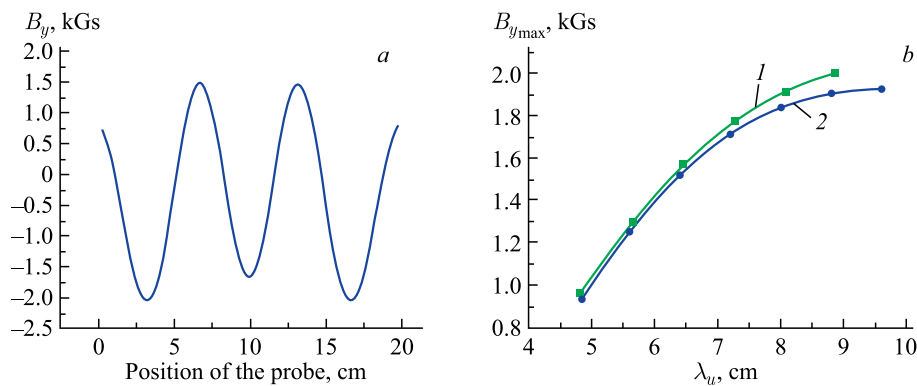 B_y, kGs
a
2.0
1.5
1.0
0.5
0
–0.5
–1.0
–1.5
–2.0
–2.5
0 5 10 15 20
Position of the probe, cm
B_{y max}, kGs
b
2.0
1.8
1.6
1.4
1.2
1.0
0.8
1
2
4 5 6 7 8 9 10
λ_u, cm